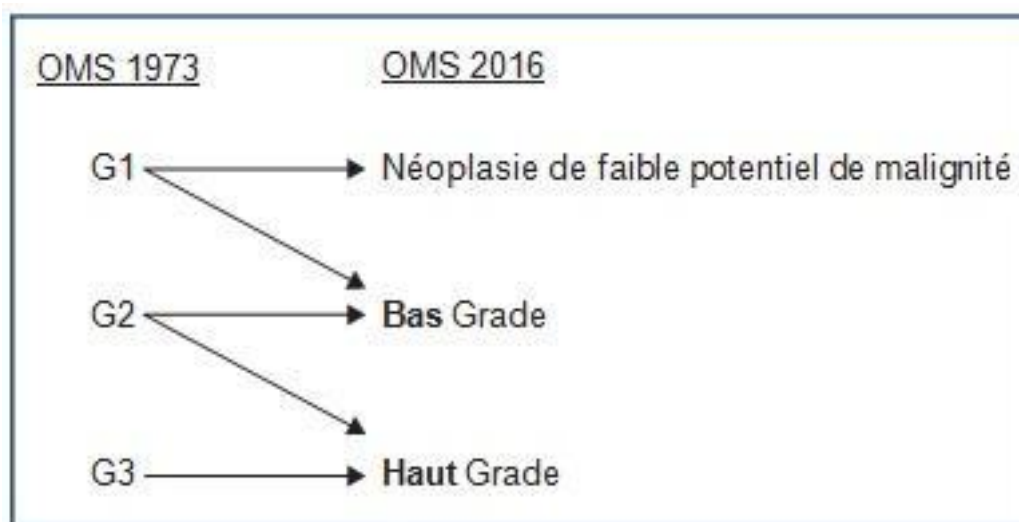 OMS 1973 OMS 2016
G1 Néoplasie de faible potentiel de malignité
G2 Bas Grade
G3 Haut Grade